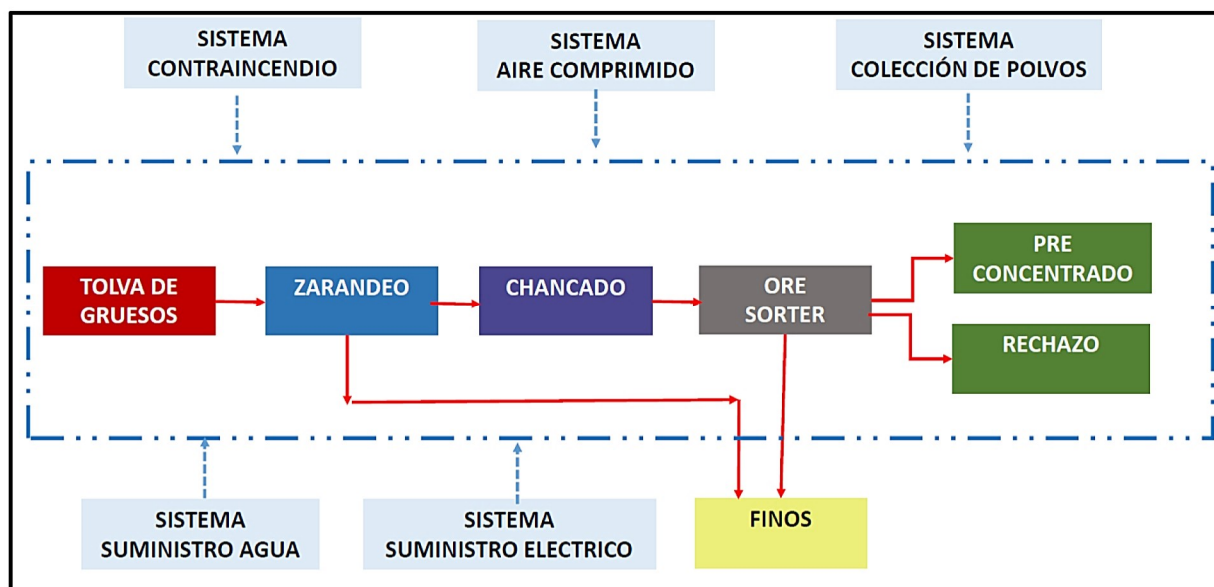 SISTEMA
CONTRAINCENDIO
SISTEMA
AIRE COMPRIMIDO
SISTEMA
COLECCIÓN DE POLVOS
TOLVA DE
GRUESOS
ZARANDEO
CHANCADO
ORE
SORTER
PRE
CONCENTRADO
RECHAZO
SISTEMA
SUMINISTRO AGUA
SISTEMA
SUMINISTRO ELECTRICO
FINOS